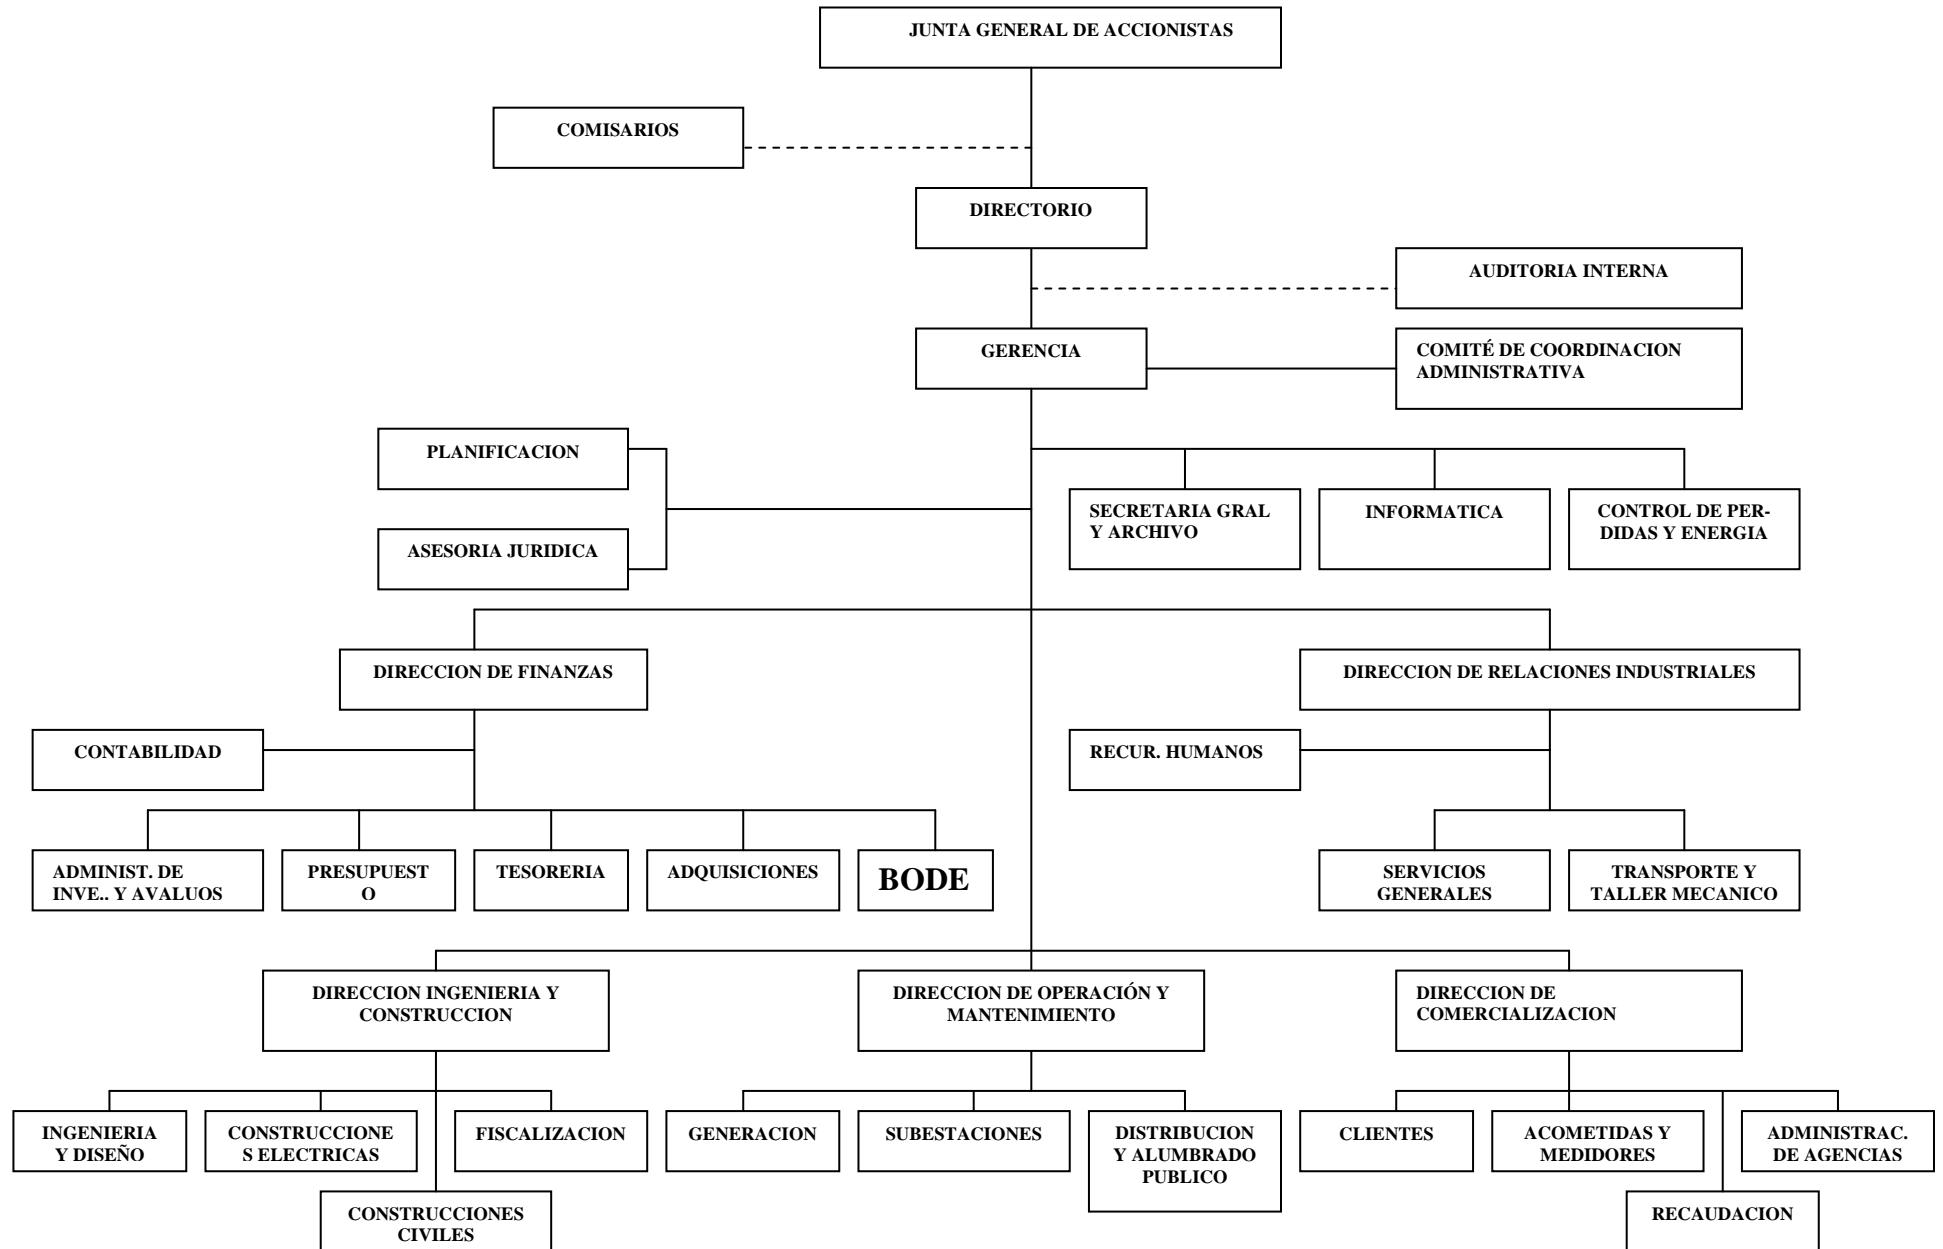 JUNTA GENERAL DE ACCIONISTAS
COMISARIOS
DIRECTORIO
AUDITORIA INTERNA
GERENCIA
COMITÉ DE COORDINACION
ADMINISTRATIVA
PLANIFICACION
ASESORIA JURIDICA
SECRETARIA GRAL
Y ARCHIVO
INFORMATICA
CONTROL DE PER-
DIDAS Y ENERGIA
DIRECCION DE FINANZAS
DIRECCION DE RELACIONES INDUSTRIALES
CONTABILIDAD
RECUR. HUMANOS
ADMINIST. DE
INVE.. Y AVALUOS
PRESUPUEST
O
TESORERIA
ADQUISICIONES
BODE
SERVICIOS
GENERALES
TRANSPORTE Y
TALLER MECANICO
DIRECCION INGENIERIA Y
CONSTRUCCION
DIRECCION DE OPERACIÓN Y
MANTENIMIENTO
DIRECCION DE
COMERCIALIZACION
INGENIERIA
Y DISEÑO
CONSTRUCCIONE
S ELECTRICAS
FISCALIZACION
GENERACION
SUBESTACIONES
DISTRIBUCION
Y ALUMBRADO
PUBLICO
CLIENTES
ACOMETIDAS Y
MEDIDORES
ADMINISTRAC.
DE AGENCIAS
CONSTRUCCIONES
CIVILES
RECAUDACION